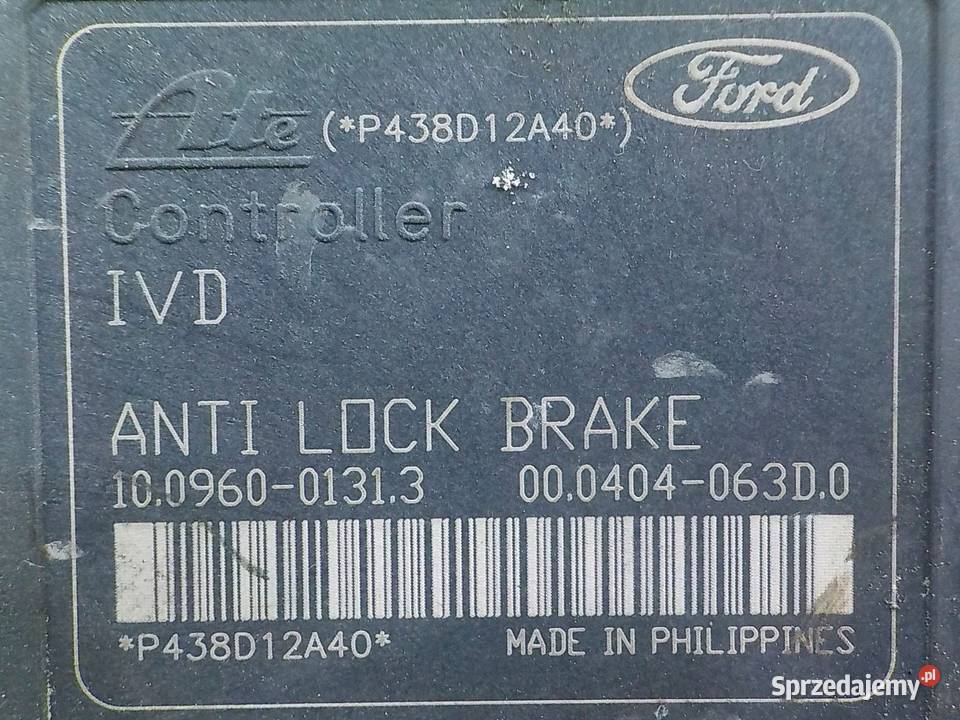 Ate (*P438D12A40*) Ford
Controller
IVD
ANTI LOCK BRAKE
10.0960-0131.3 00.0404-063D.0
*P438D12A40* MADE IN PHILIPPINES
Sprzedajemy.pl